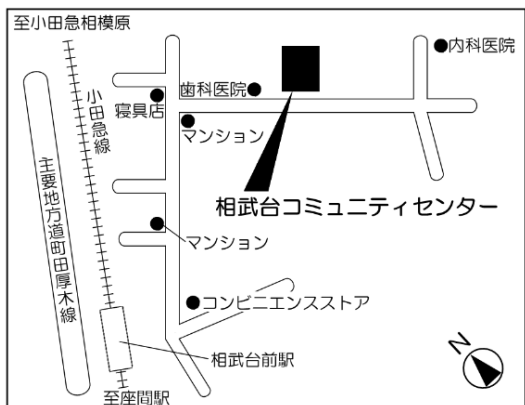 至小田急相模原
内科医院
歯科医院
小田急線
寝具店
マンション
主要地方道町田厚木線
相武台コミュニティセンター
マンション
コンビニエンスストア
N
相武台前駅
至座間駅